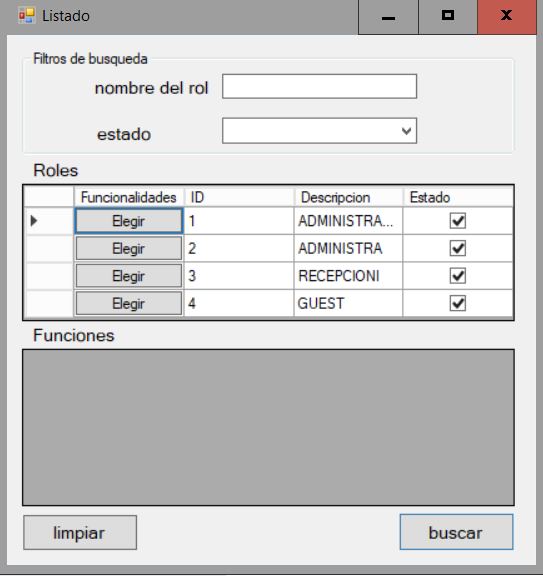 Listado
Filtros de busqueda
nombre del rol
estado
Roles
Funcionalidades ID Descripcion Estado
Elegir 1 ADMINISTRA...
Elegir 2 ADMINISTRA
Elegir 3 RECEPCIONI
Elegir 4 GUEST
Funciones
limpiar buscar